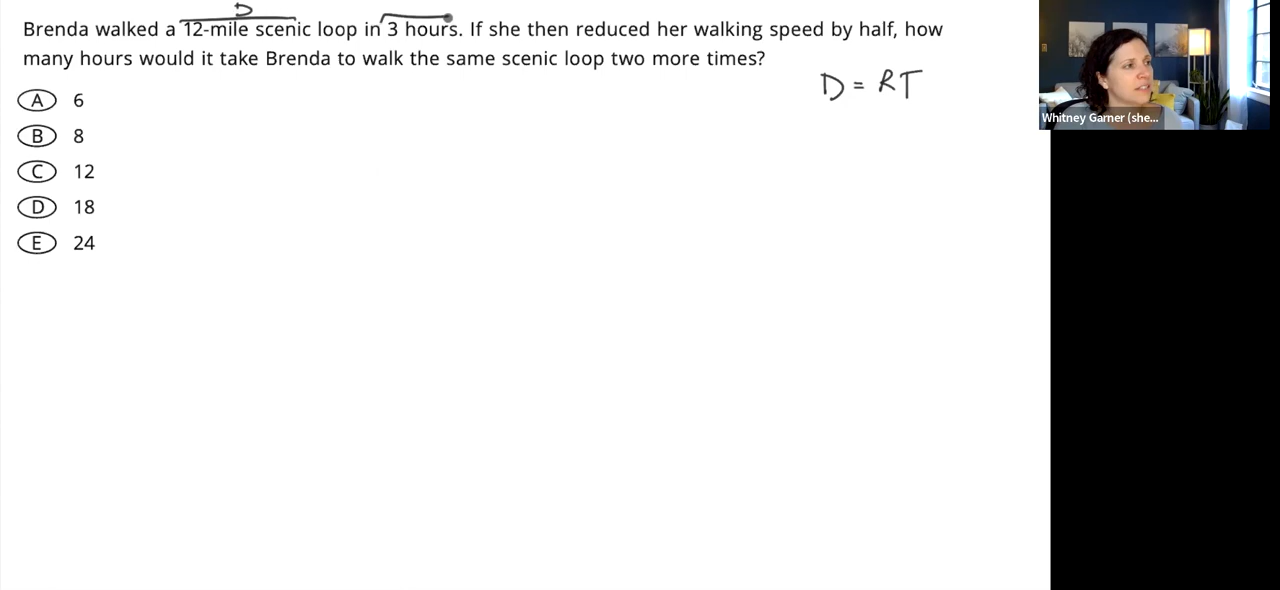 D
Brenda walked a 12-mile scenic loop in 3 hours. If she then reduced her walking speed by half, how
many hours would it take Brenda to walk the same scenic loop two more times?
D = RT
A 6
B 8
C 12
D 18
E 24
Whitney Garner (she...